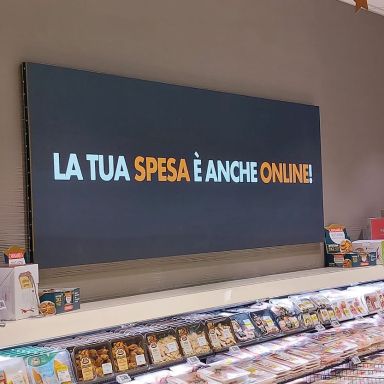 LA TUA SPESA È ANCHE ONLINE!